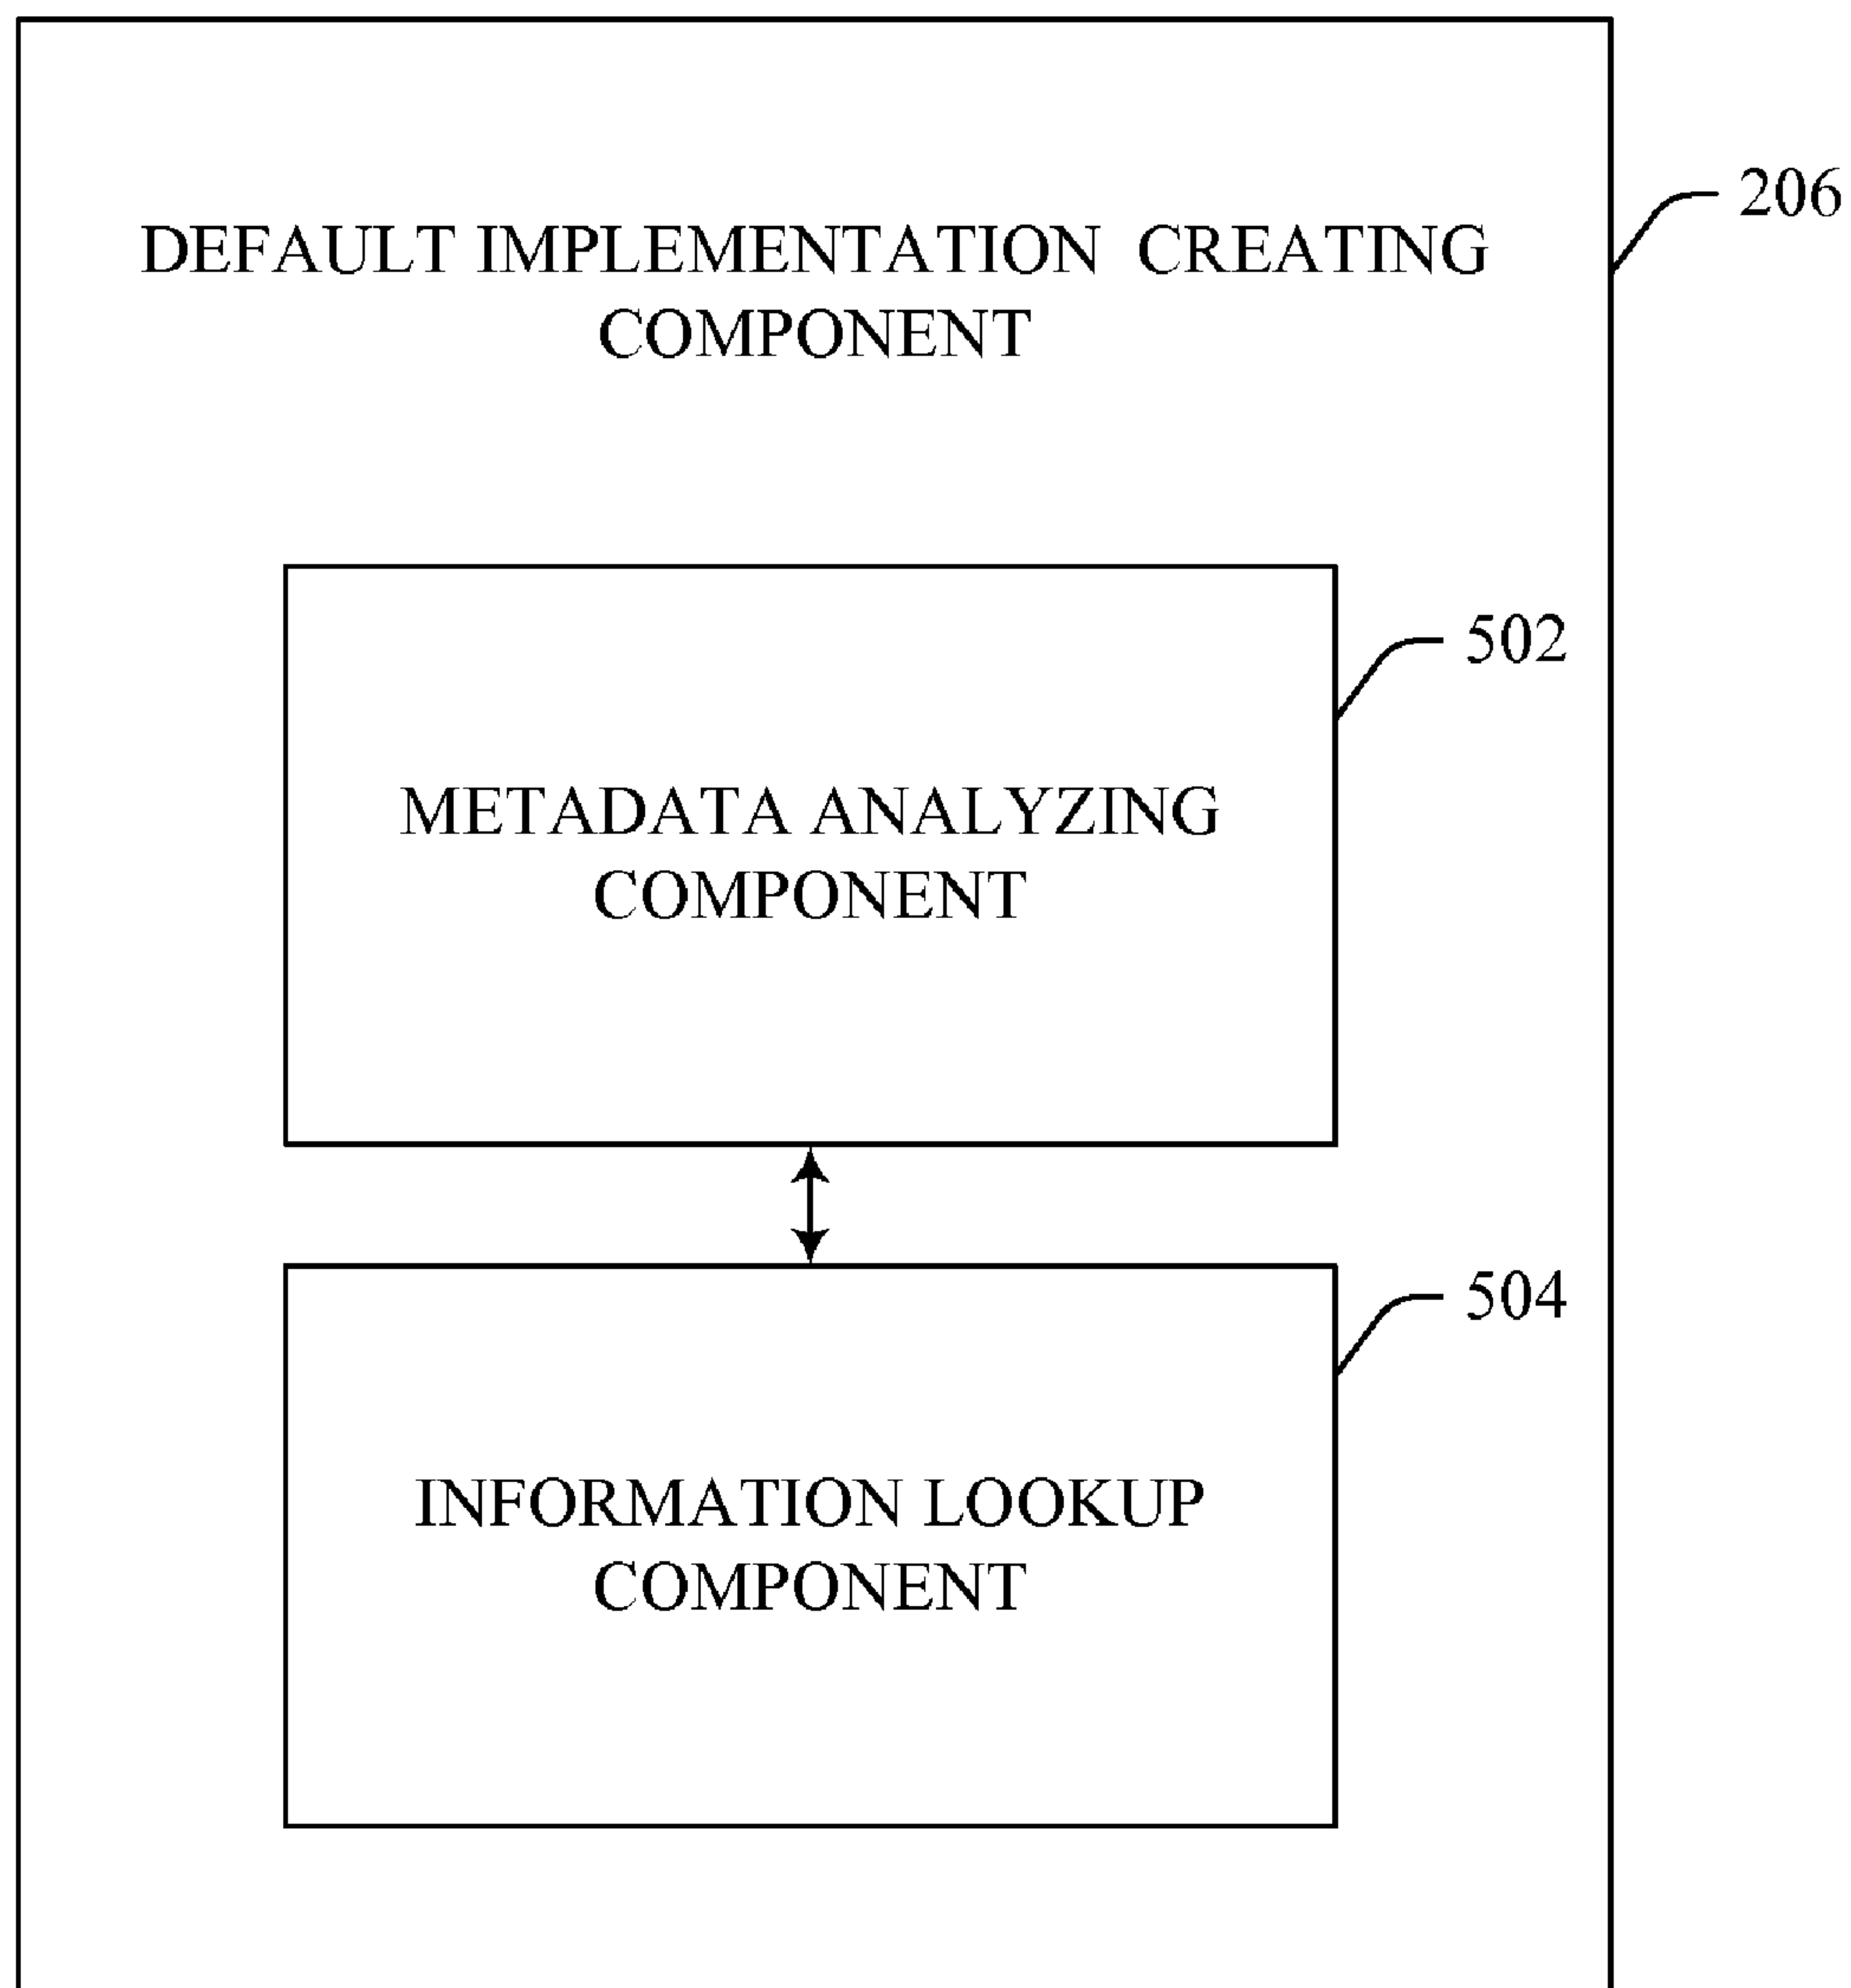 206
DEFAULT IMPLEMENTATION CREATING
COMPONENT
502
METADATA ANALYZING
COMPONENT
504
INFORMATION LOOKUP
COMPONENT